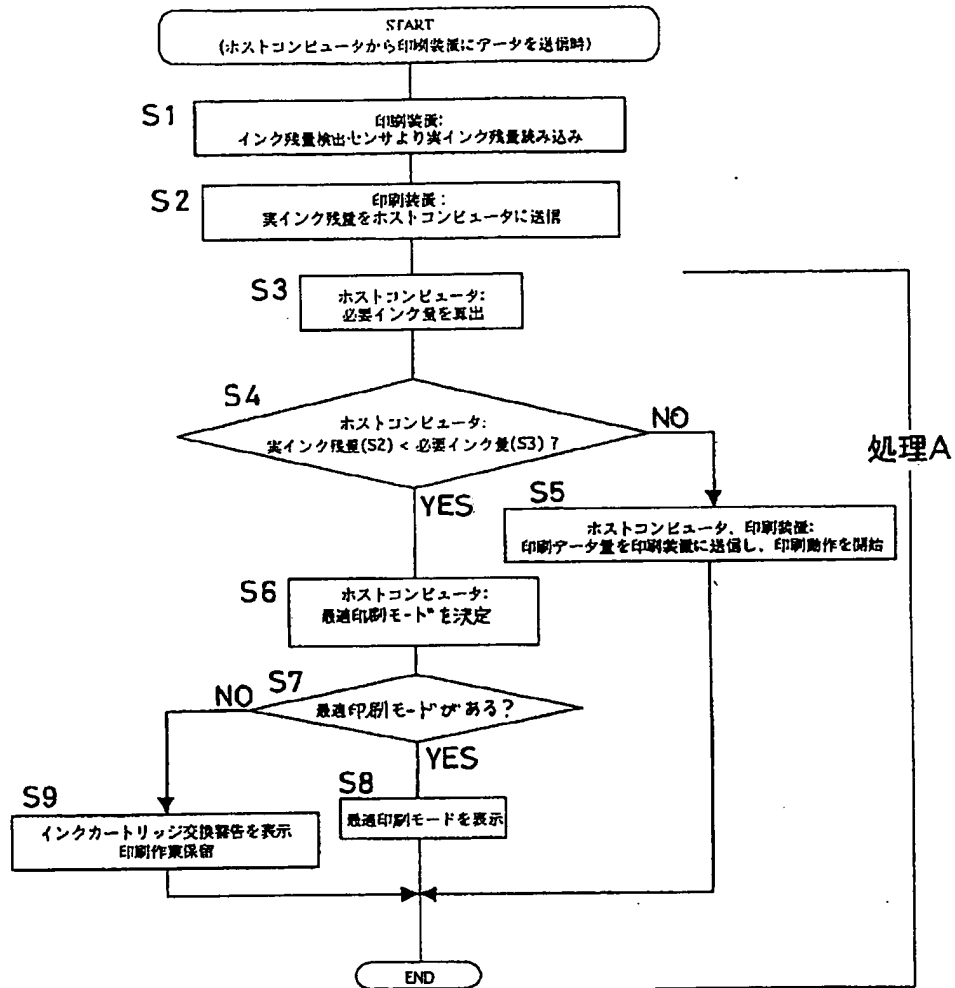 START
(ホストコンピュータから印刷装置にデータを送信時)
S1
印刷装置:
インク残量検出センサより実インク残量読み込み
S2
印刷装置:
実インク残量をホストコンピュータに送信
S3
ホストコンピュータ:
必要インク量を算出
S4
ホストコンピュータ:
実インク残量(S2) < 必要インク量(S3) ?
NO
YES
処理A
S5
ホストコンピュータ、印刷装置:
印刷データ量を印刷装置に送信し、印刷動作を開始
S6
ホストコンピュータ:
最適印刷モードを決定
S7
最適印刷モードがある?
NO
YES
S8
最適印刷モードを表示
S9
インクカートリッジ交換警告を表示
印刷作業保留
END